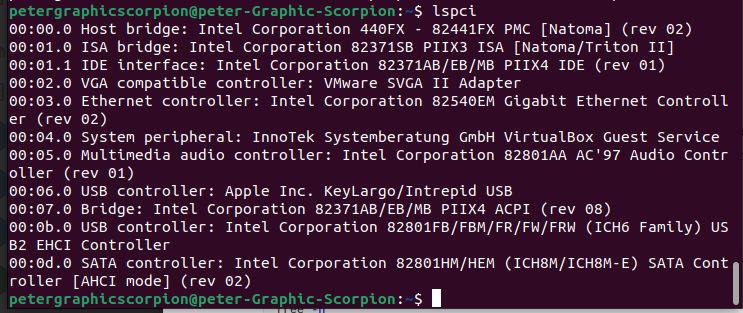 petergraphicscorpion@peter-Graphic-Scorpion:~$ lspci
00:00.0 Host bridge: Intel Corporation 440FX - 82441FX PMC [Natoma] (rev 02)
00:01.0 ISA bridge: Intel Corporation 82371SB PIIX3 ISA [Natoma/Triton II]
00:01.1 IDE interface: Intel Corporation 82371AB/EB/MB PIIX4 IDE (rev 01)
00:02.0 VGA compatible controller: VMware SVGA II Adapter
00:03.0 Ethernet controller: Intel Corporation 82540EM Gigabit Ethernet Controll
er (rev 02)
00:04.0 System peripheral: InnoTek Systemberatung GmbH VirtualBox Guest Service
00:05.0 Multimedia audio controller: Intel Corporation 82801AA AC'97 Audio Contr
oller (rev 01)
00:06.0 USB controller: Apple Inc. KeyLargo/Intrepid USB
00:07.0 Bridge: Intel Corporation 82371AB/EB/MB PIIX4 ACPI (rev 08)
00:0b.0 USB controller: Intel Corporation 82801FB/FBM/FR/FW/FRW (ICH6 Family) US
B2 EHCI Controller
00:0d.0 SATA controller: Intel Corporation 82801HM/HEM (ICH8M/ICH8M-E) SATA Cont
roller [AHCI mode] (rev 02)
petergraphicscorpion@peter-Graphic-Scorpion:~$